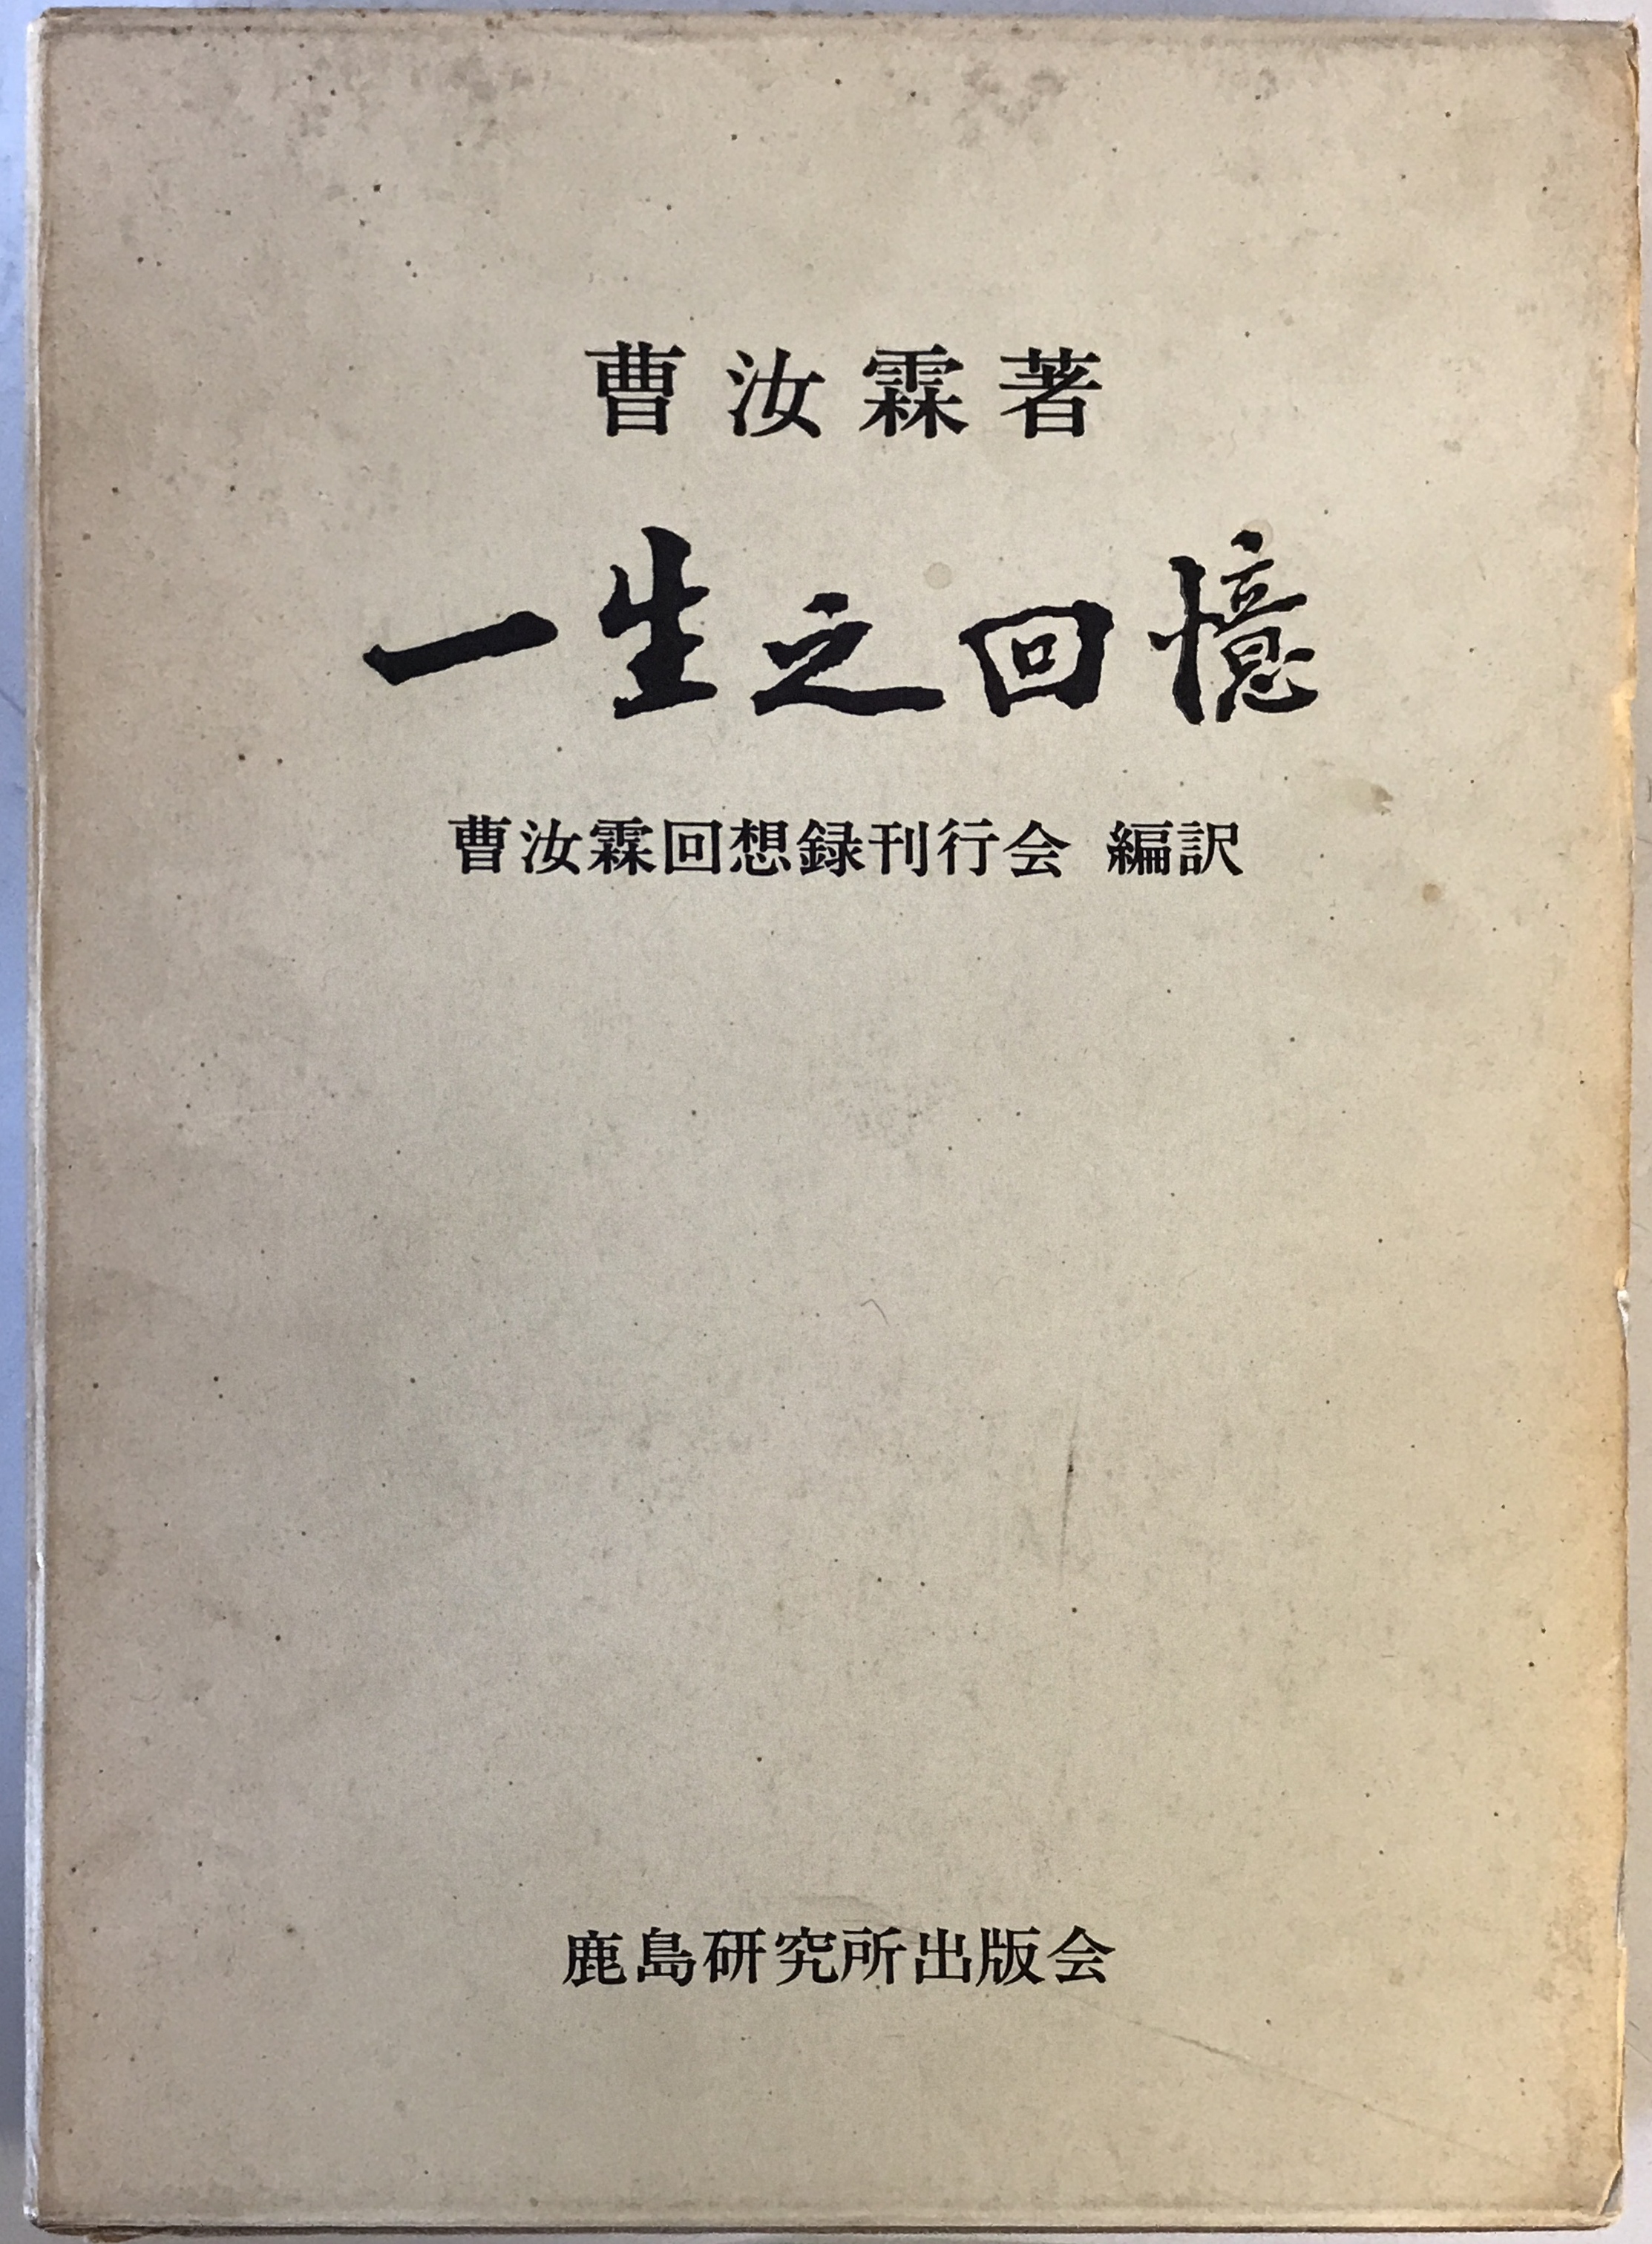 曹汝霖著
一生之回憶
曹汝霖回想録刊行会 編訳
鹿島研究所出版会